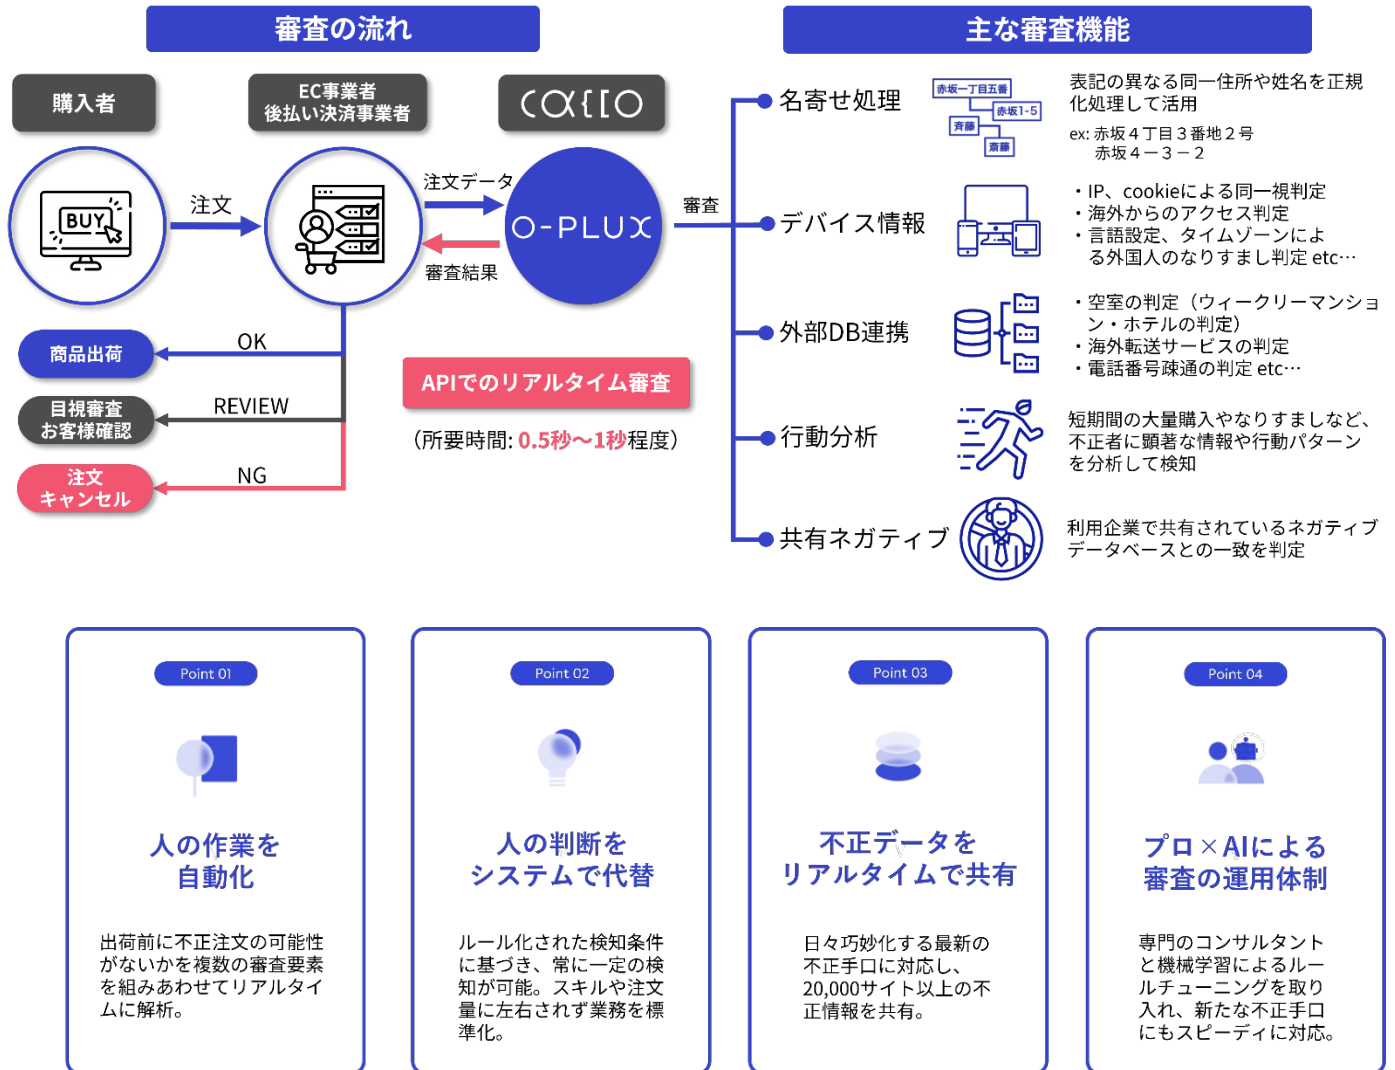 審査の流れ
購入者
EC事業者
後払い決済事業者
CACCO
BUY
注文
注文データ
審査結果
O-PLUX
審査
OK
商品出荷
REVIEW
目視審査
お客様確認
NG
注文
キャンセル
APIでのリアルタイム審査
（所要時間: 0.5秒～1秒程度）
主な審査機能
名寄せ処理
赤坂一丁目五番
赤坂1-5
斉藤
斎藤
表記の異なる同一住所や姓名を正規
化処理して活用
ex: 赤坂４丁目３番地２号
赤坂４－３－２
デバイス情報
・IP、cookieによる同一視判定
・海外からのアクセス判定
・言語設定、タイムゾーンによ
る外国人のなりすまし判定 etc…
外部DB連携
・空室の判定（ウィークリーマンショ
ン・ホテルの判定）
・海外転送サービスの判定
・電話番号疎通の判定 etc…
行動分析
短期間の大量購入やなりすましなど、
不正者に顕著な情報や行動パターン
を分析して検知
共有ネガティブ
利用企業で共有されているネガティブ
データベースとの一致を判定
Point 01
人の作業を
自動化
出荷前に不正注文の可能性
がないかを複数の審査要素
を組みあわせてリアルタイ
ムに解析。
Point 02
人の判断を
システムで代替
ルール化された検知条件
に基づき、常に一定の検
知が可能。スキルや注文
量に左右されず業務を標
準化。
Point 03
不正データを
リアルタイムで共有
日々巧妙化する最新の
不正手口に対応し、
20,000サイト以上の不
正情報を共有。
Point 04
プロ×AIによる
審査の運用体制
専門のコンサルタント
と機械学習によるルー
ルチューニングを取り
入れ、新たな不正手口
にもスピーディに対応。